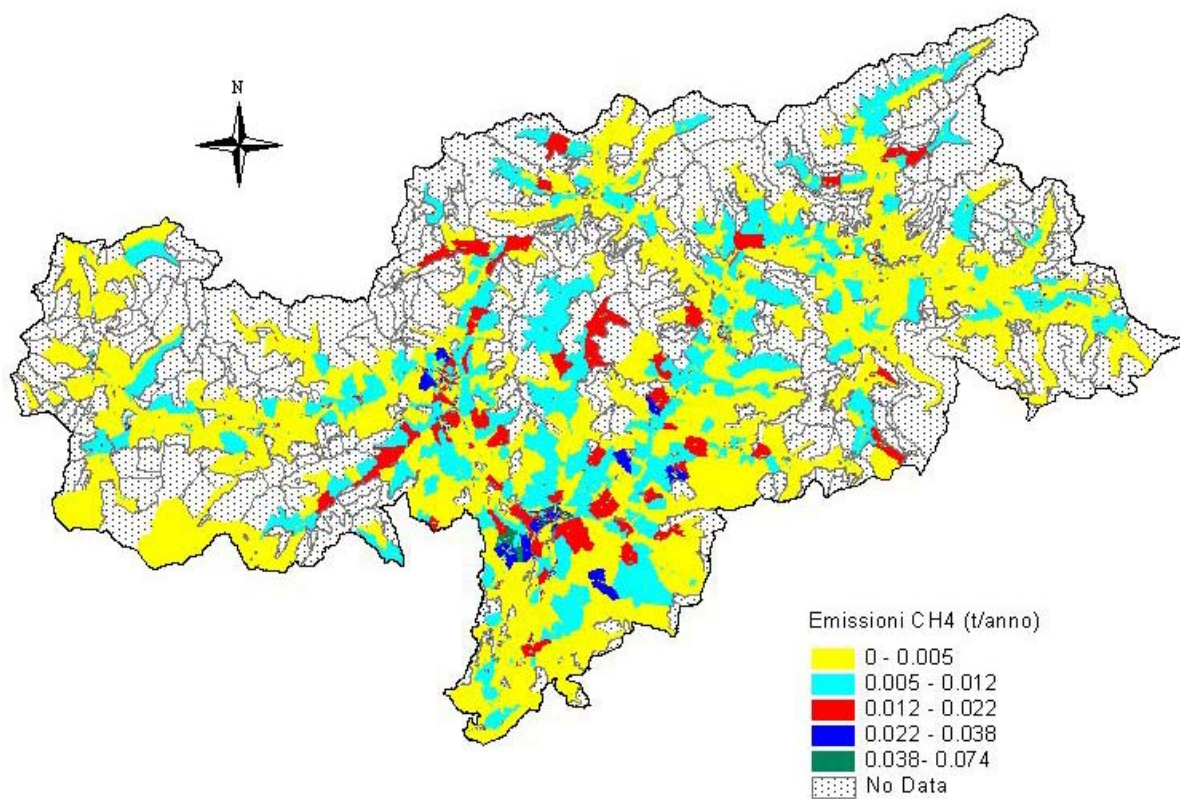 N
Emissioni CH4 (t/anno)
0 - 0.005
0.005 - 0.012
0.012 - 0.022
0.022 - 0.038
0.038- 0.074
No Data